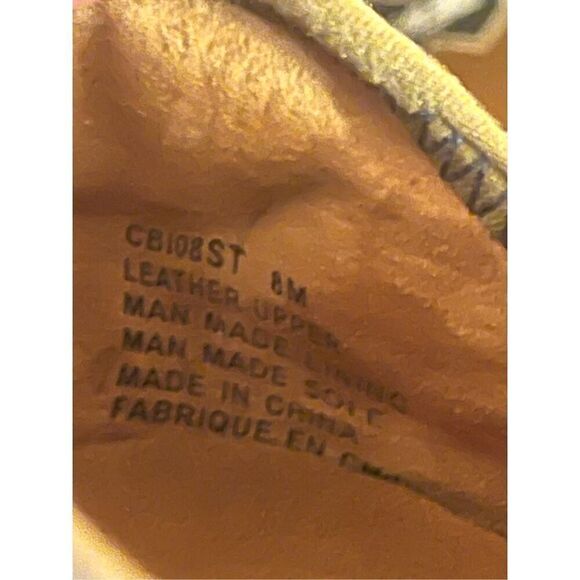 CB108ST 8M
LEATHER UPPER
MAN MADE LINING
MAN MADE SOLE
MADE IN CHINA
FABRIQUE EN